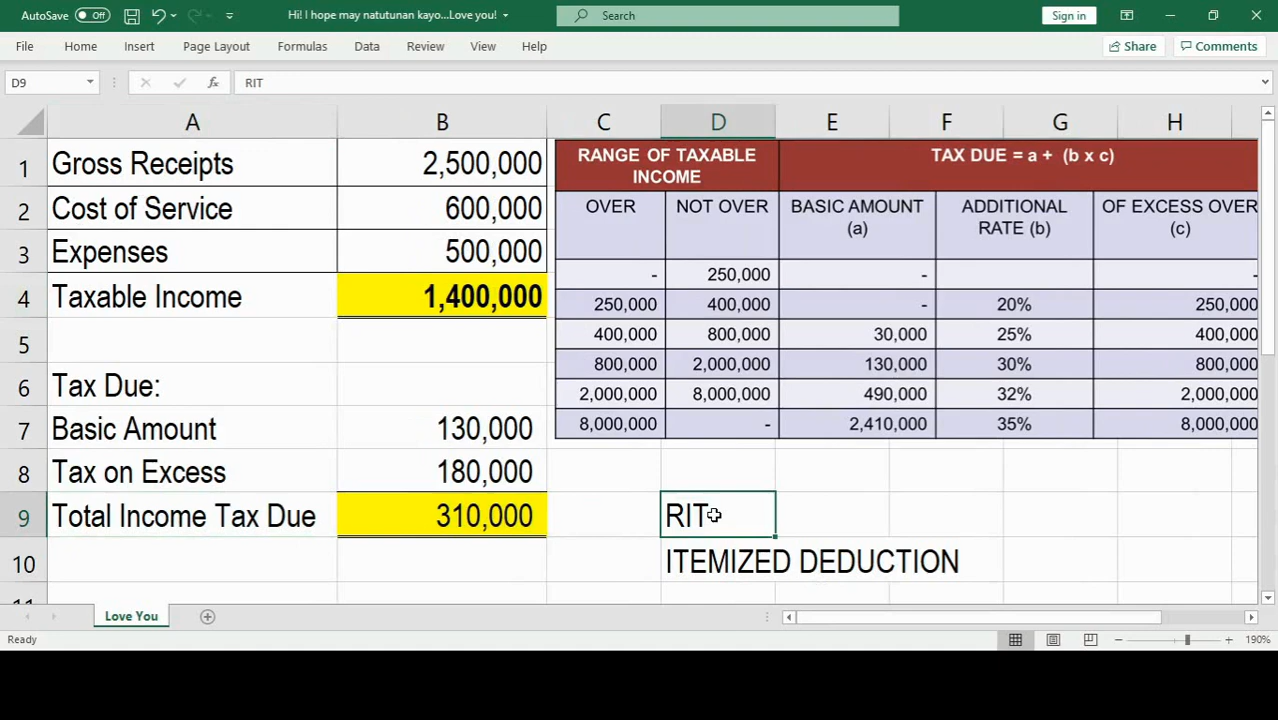 AutoSave Off Hi! I hope may natutunan kayo...Love you! Search Sign in
File Home Insert Page Layout Formulas Data Review View Help Share Comments
D9 fx RIT
A B C D E F G H
1 Gross Receipts 2,500,000
2 Cost of Service 600,000
3 Expenses 500,000
4 Taxable Income 1,400,000
5
6 Tax Due:
7 Basic Amount 130,000
8 Tax on Excess 180,000
9 Total Income Tax Due 310,000
10
RANGE OF TAXABLE
INCOME
TAX DUE = a + (b x c)
OVER NOT OVER BASIC AMOUNT ADDITIONAL OF EXCESS OVER
(a) RATE (b) (c)
- 250,000 - -
250,000 400,000 - 20% 250,000
400,000 800,000 30,000 25% 400,000
800,000 2,000,000 130,000 30% 800,000
2,000,000 8,000,000 490,000 32% 2,000,000
8,000,000 - 2,410,000 35% 8,000,000
RIT
ITEMIZED DEDUCTION
Love You
Ready 190%